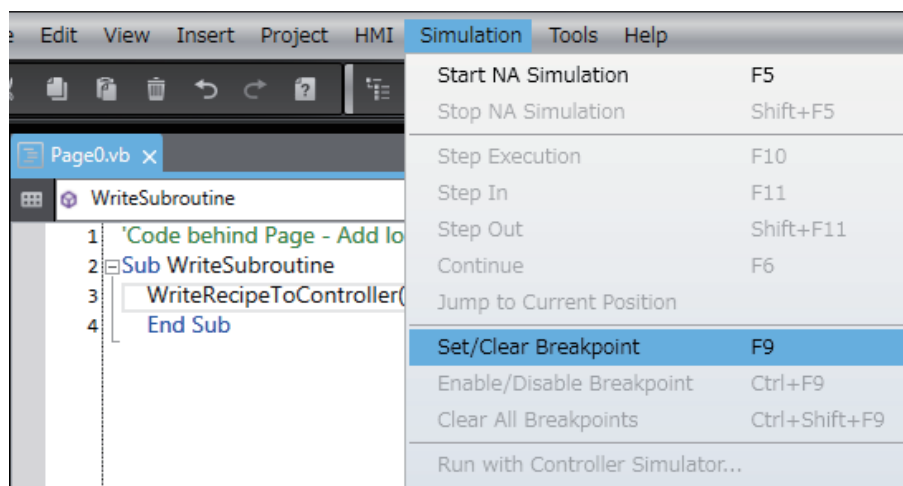 Edit View Insert Project HMI Simulation Tools Help
Start NA Simulation F5
Stop NA Simulation Shift+F5
Page0.vb
Step Execution F10
WriteSubroutine
Step In F11
1 'Code behind Page - Add lo
Step Out Shift+F11
2 Sub WriteSubroutine
Continue F6
3 WriteRecipeToController(
Jump to Current Position
4 End Sub
Set/Clear Breakpoint F9
Enable/Disable Breakpoint Ctrl+F9
Clear All Breakpoints Ctrl+Shift+F9
Run with Controller Simulator...